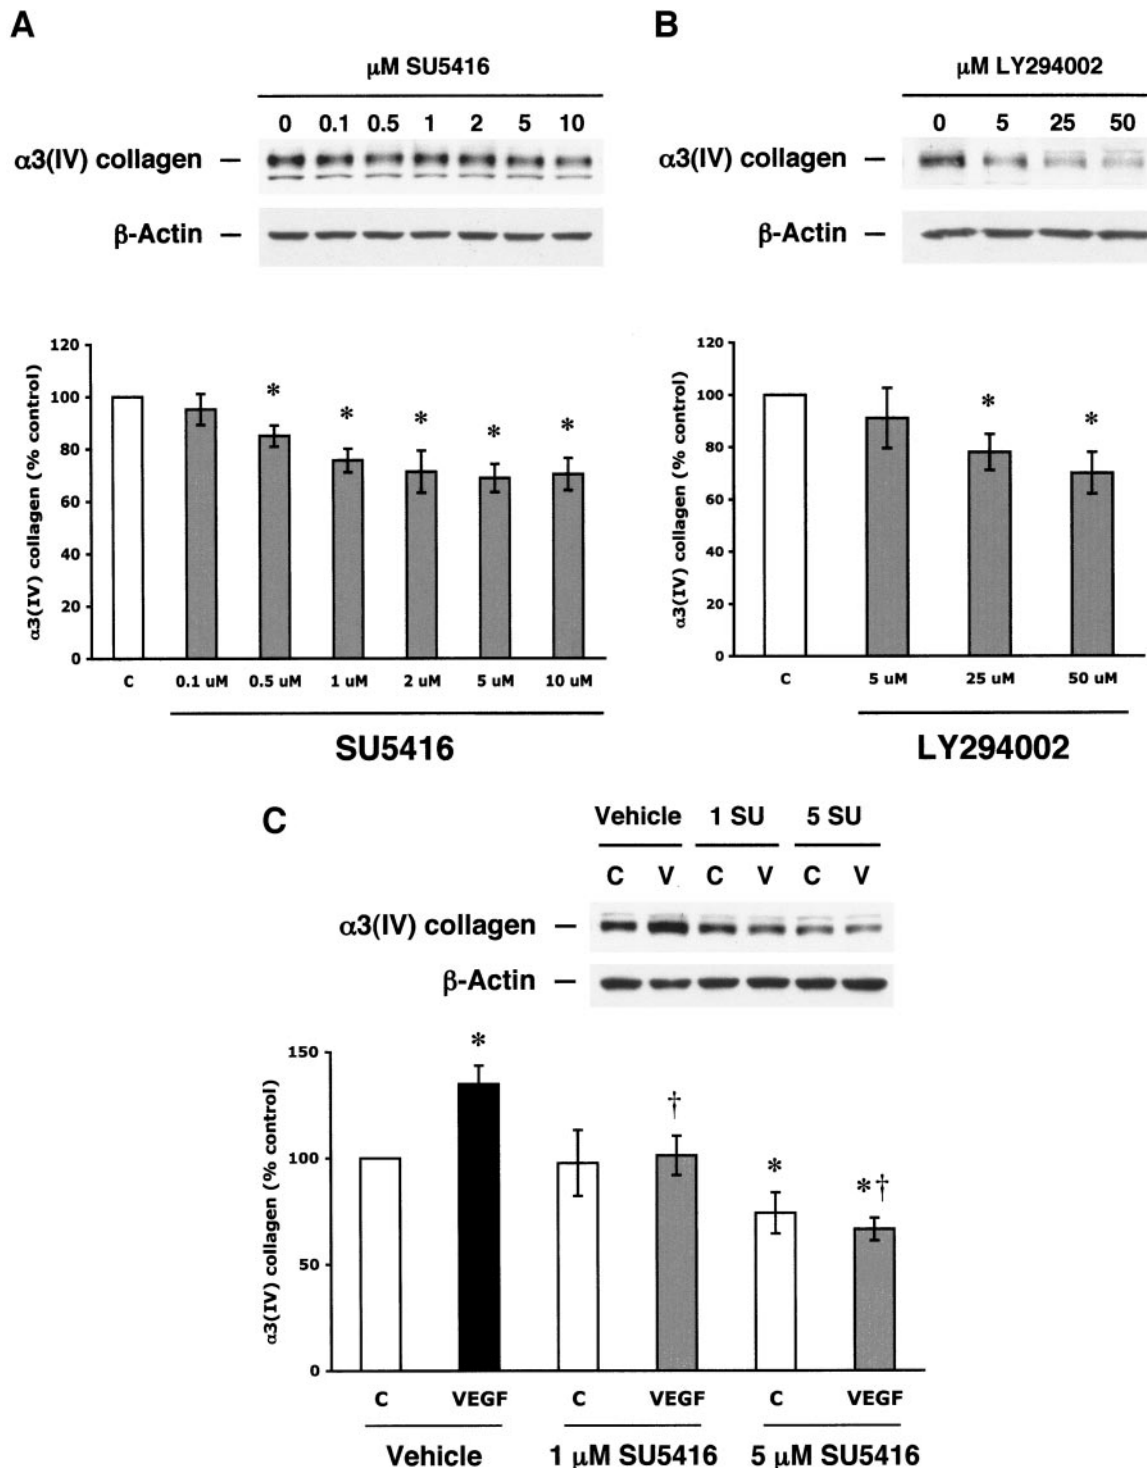 A
μM SU5416
0 0.1 0.5 1 2 5 10
α3(IV) collagen –
β-Actin –
α3(IV) collagen (% control)
120
100
80
60
40
20
0
* * * * *
C 0.1 uM 0.5 uM 1 uM 2 uM 5 uM 10 uM
SU5416
B
μM LY294002
0 5 25 50
α3(IV) collagen –
β-Actin –
α3(IV) collagen (% control)
120
100
80
60
40
20
0
* *
C 5 uM 25 uM 50 uM
LY294002
C
Vehicle 1 SU 5 SU
C V C V C V
α3(IV) collagen –
β-Actin –
α3(IV) collagen (% control)
150
100
50
0
* † * *†
C VEGF C VEGF C VEGF
Vehicle 1 μM SU5416 5 μM SU5416